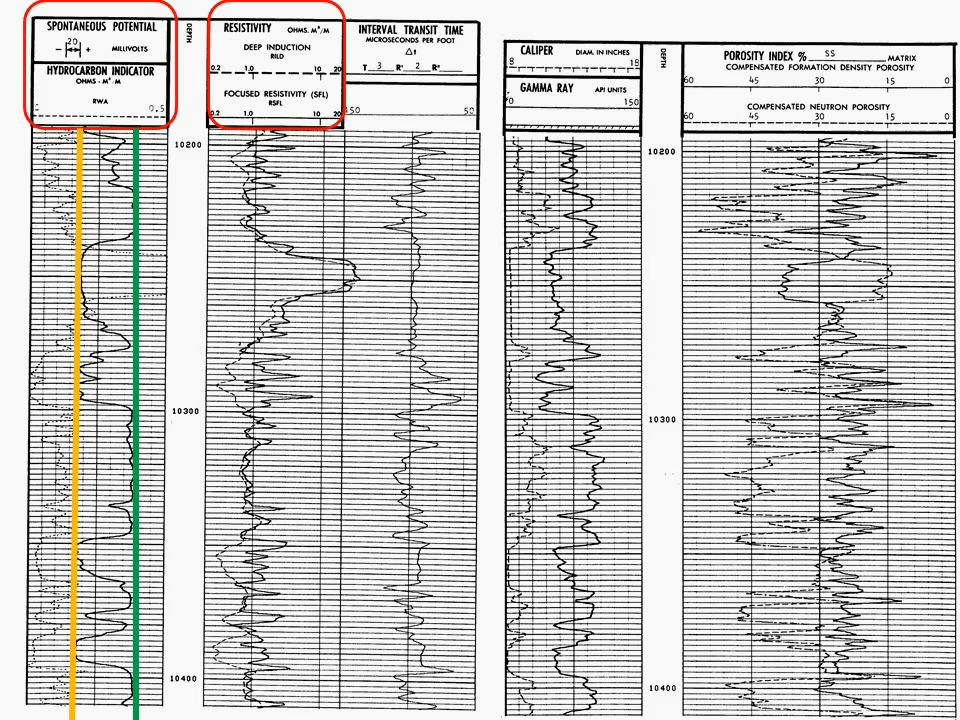 SPONTANEOUS POTENTIAL
20
- + MILLIVOLTS
HYDROCARBON INDICATOR
OHMS - M² M
RWA
0 0.5
DEPTH
RESISTIVITY OHMS. M²/M
DEEP INDUCTION
RILD
0.2 1.0 10 20
FOCUSED RESISTIVITY (SFL)
RSFL
0.2 1.0 10 20
INTERVAL TRANSIT TIME
MICROSECONDS PER FOOT
Δt
T 3 R¹ 2 R²
150 50
10200
10300
10400
CALIPER DIAM. IN INCHES
8 18
GAMMA RAY API UNITS
0 150
DEPTH
POROSITY INDEX % SS MATRIX
COMPENSATED FORMATION DENSITY POROSITY
60 45 30 15 0
COMPENSATED NEUTRON POROSITY
60 45 30 15 0
10200
10300
10400